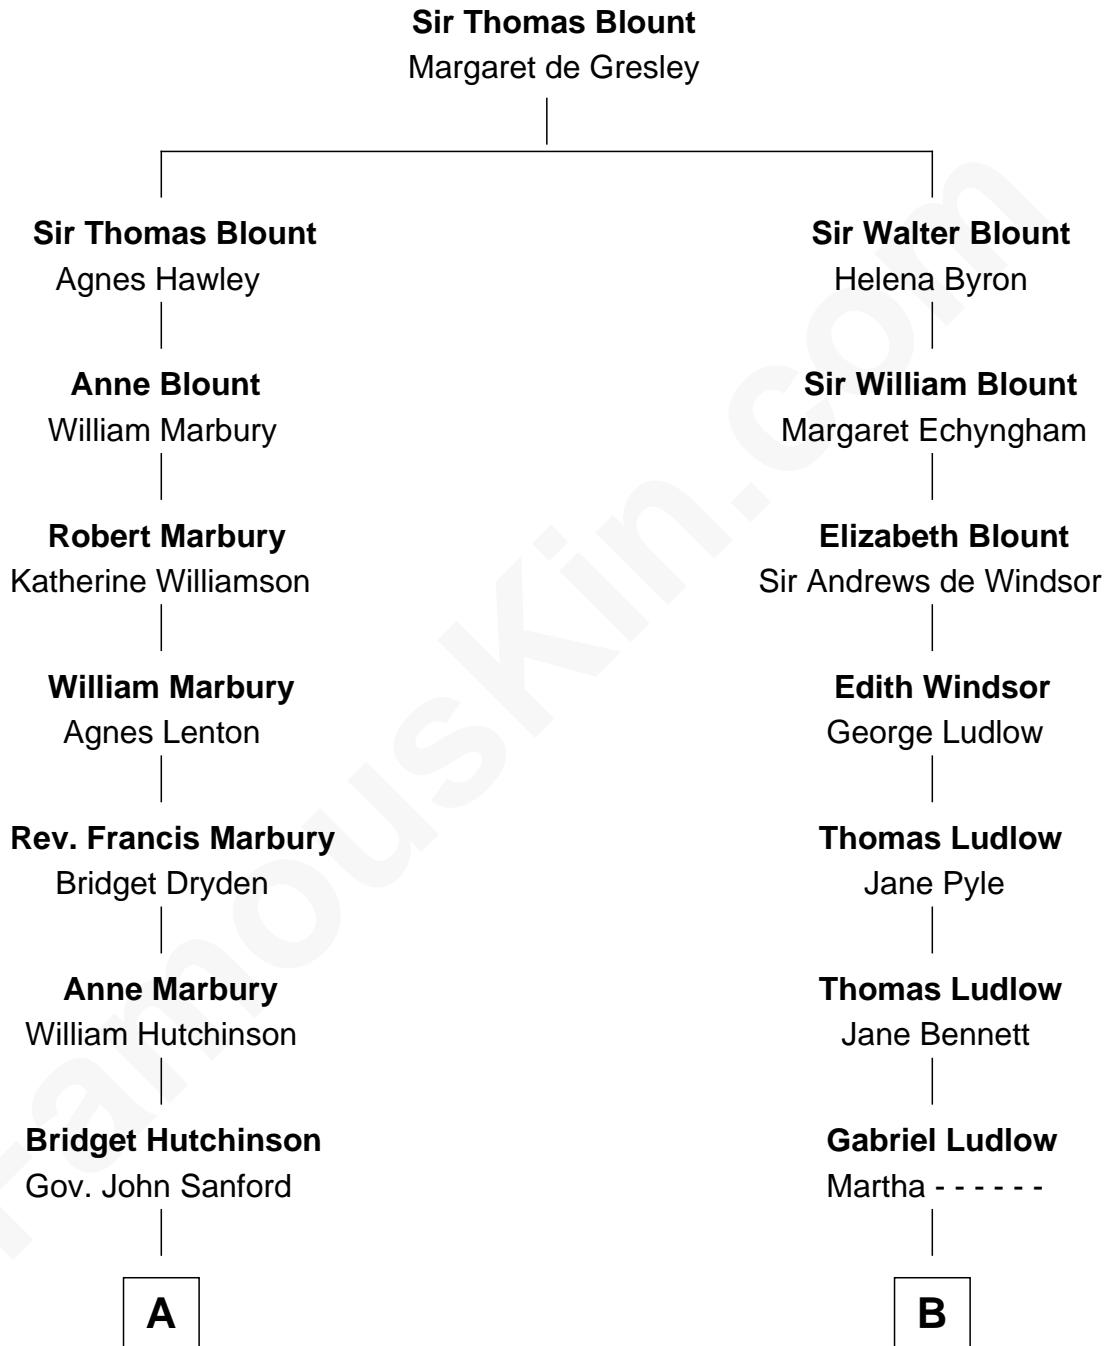 Sir Thomas Blount
Margaret de Gresley
Sir Thomas Blount
Agnes Hawley
Anne Blount
William Marbury
Robert Marbury
Katherine Williamson
William Marbury
Agnes Lenton
Rev. Francis Marbury
Bridget Dryden
Anne Marbury
William Hutchinson
Bridget Hutchinson
Gov. John Sanford
A
Sir Walter Blount
Helena Byron
Sir William Blount
Margaret Echyngham
Elizabeth Blount
Sir Andrews de Windsor
Edith Windsor
George Ludlow
Thomas Ludlow
Jane Pyle
Thomas Ludlow
Jane Bennett
Gabriel Ludlow
Martha - - - - - -
B
FamousKin.com